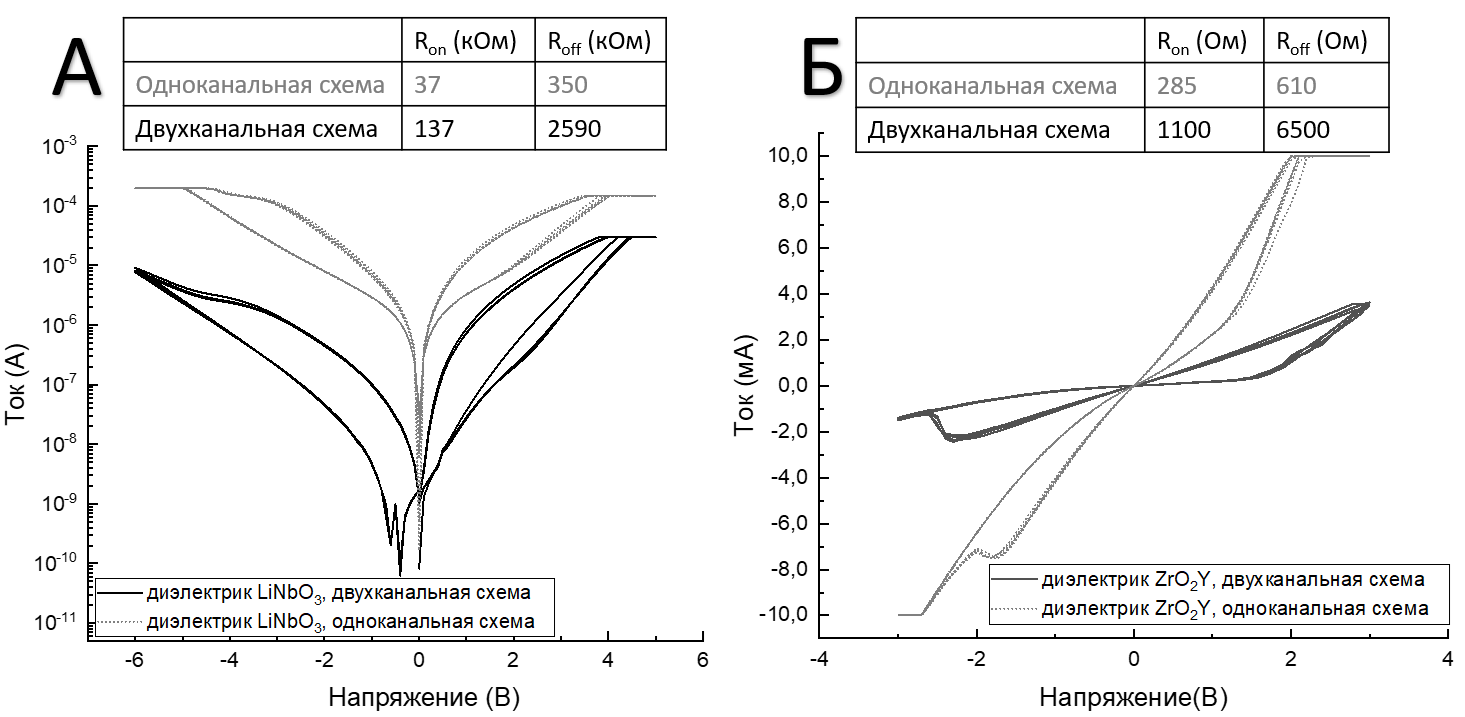 А
R_on (кОм) R_off (кОм)
Одноканальная схема 37 350
Двухканальная схема 137 2590
10^-3
10^-4
10^-5
10^-6
10^-7
10^-8
10^-9
10^-10
10^-11
Ток (А)
диэлектрик LiNbO₃, двухканальная схема
диэлектрик LiNbO₃, одноканальная схема
-6 -4 -2 0 2 4 6
Напряжение (В)
Б
R_on (Ом) R_off (Ом)
Одноканальная схема 285 610
Двухканальная схема 1100 6500
10,0
8,0
6,0
4,0
2,0
0,0
-2,0
-4,0
-6,0
-8,0
-10,0
Ток (мА)
диэлектрик ZrO₂Y, двухканальная схема
диэлектрик ZrO₂Y, одноканальная схема
-4 -2 0 2 4
Напряжение(В)